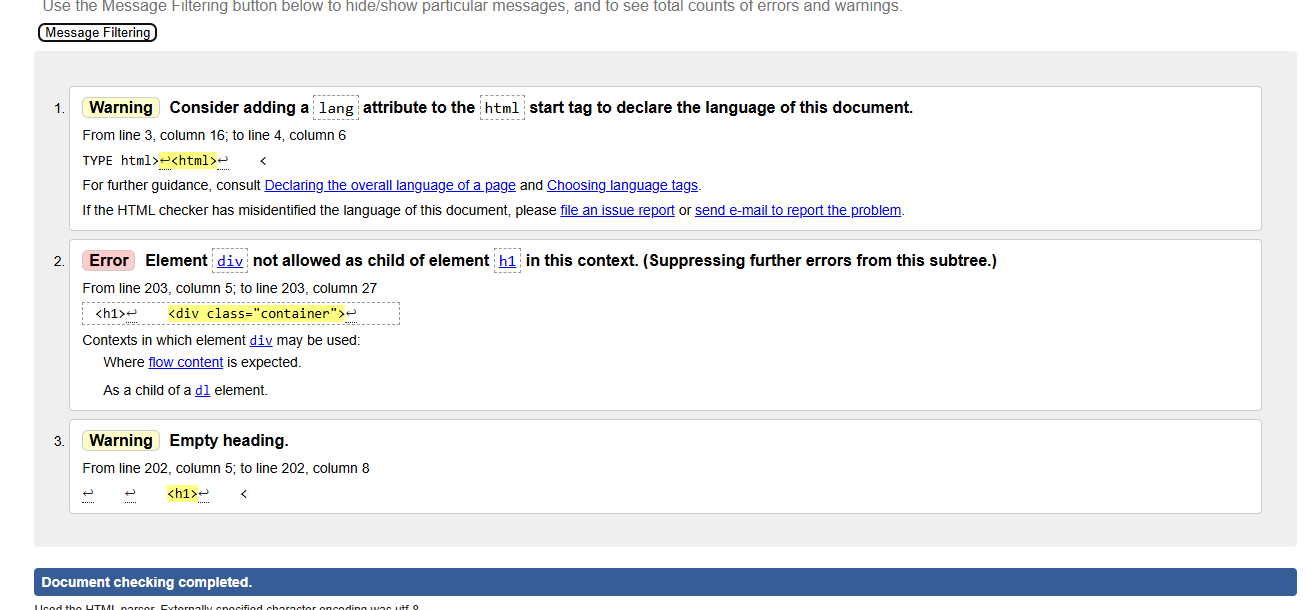 Use the Message Filtering button below to hide/show particular messages, and to see total counts of errors and warnings.
Message Filtering
1. Warning Consider adding a lang attribute to the html start tag to declare the language of this document.
From line 3, column 16; to line 4, column 6
TYPE html>↩<html>↩ <
For further guidance, consult Declaring the overall language of a page and Choosing language tags.
If the HTML checker has misidentified the language of this document, please file an issue report or send e-mail to report the problem.
2. Error Element div not allowed as child of element h1 in this context. (Suppressing further errors from this subtree.)
From line 203, column 5; to line 203, column 27
<h1>↩ <div class="container">↩
Contexts in which element div may be used:
Where flow content is expected.
As a child of a dl element.
3. Warning Empty heading.
From line 202, column 5; to line 202, column 8
↩ ↩ <h1>↩ <
Document checking completed.
Used the HTML parser. Externally specified character encoding was utf-8.